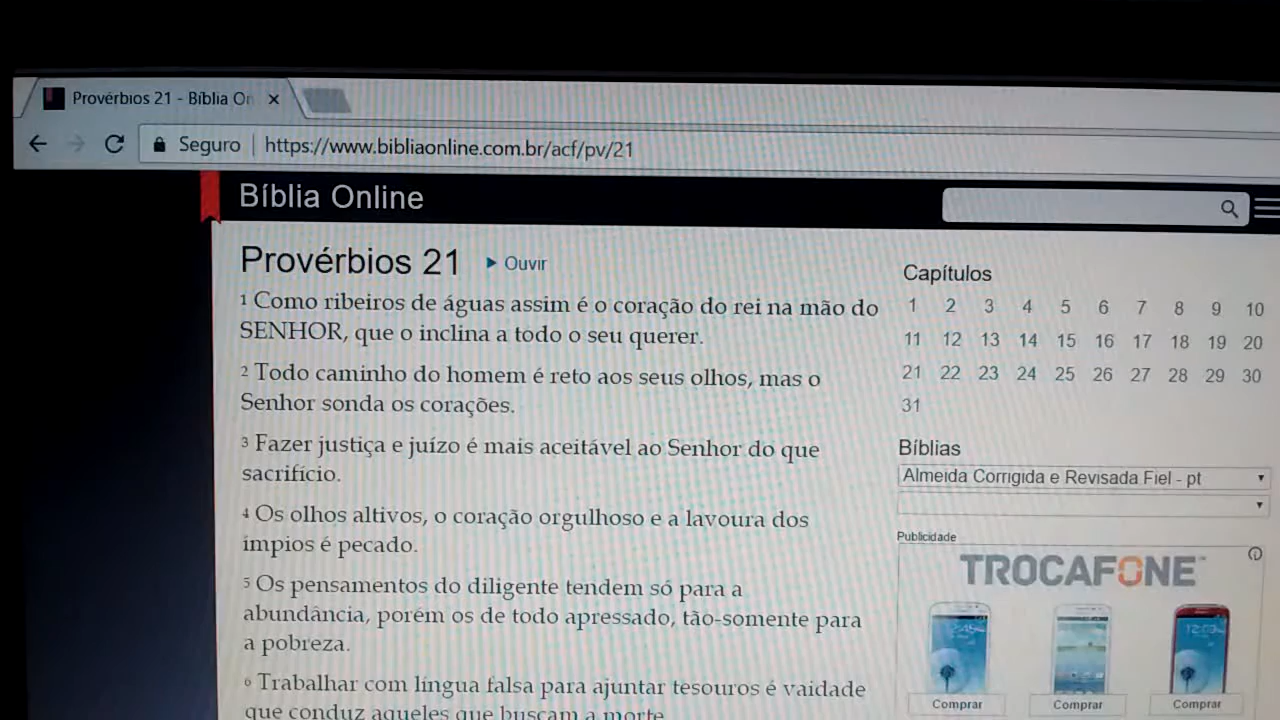 Provérbios 21 - Bíblia On
Seguro https://www.bibliaonline.com.br/acf/pv/21
Bíblia Online
Provérbios 21 Ouvir
1 Como ribeiros de águas assim é o coração do rei na mão do
SENHOR, que o inclina a todo o seu querer.
2 Todo caminho do homem é reto aos seus olhos, mas o
Senhor sonda os corações.
3 Fazer justiça e juízo é mais aceitável ao Senhor do que
sacrifício.
4 Os olhos altivos, o coração orgulhoso e a lavoura dos
ímpios é pecado.
5 Os pensamentos do diligente tendem só para a
abundância, porém os de todo apressado, tão-somente para
a pobreza.
6 Trabalhar com língua falsa para ajuntar tesouros é vaidade
que conduz aqueles que buscam a morte
Capítulos
1 2 3 4 5 6 7 8 9 10
11 12 13 14 15 16 17 18 19 20
21 22 23 24 25 26 27 28 29 30
31
Bíblias
Almeida Corrigida e Revisada Fiel - pt
Publicidade
TROCAFONE
Comprar Comprar Comprar